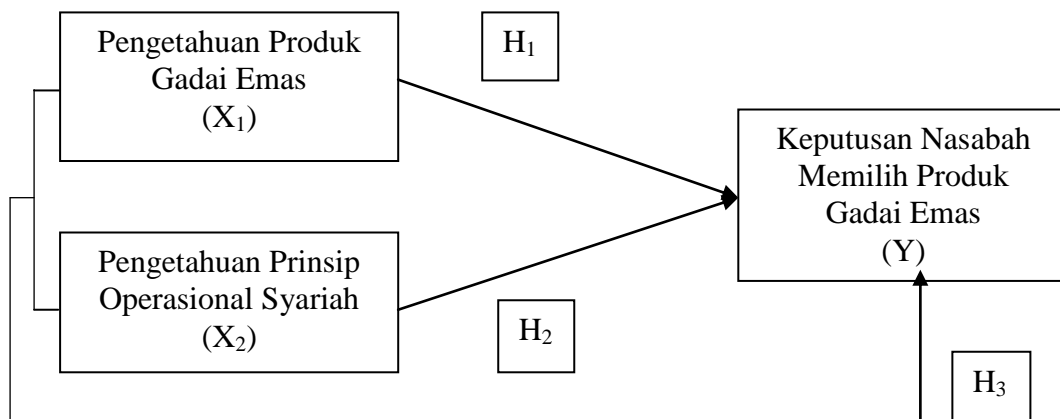 Pengetahuan Produk
Gadai Emas
(X₁)
H₁
Keputusan Nasabah
Memilih Produk
Gadai Emas
(Y)
Pengetahuan Prinsip
Operasional Syariah
(X₂)
H₂
H₃